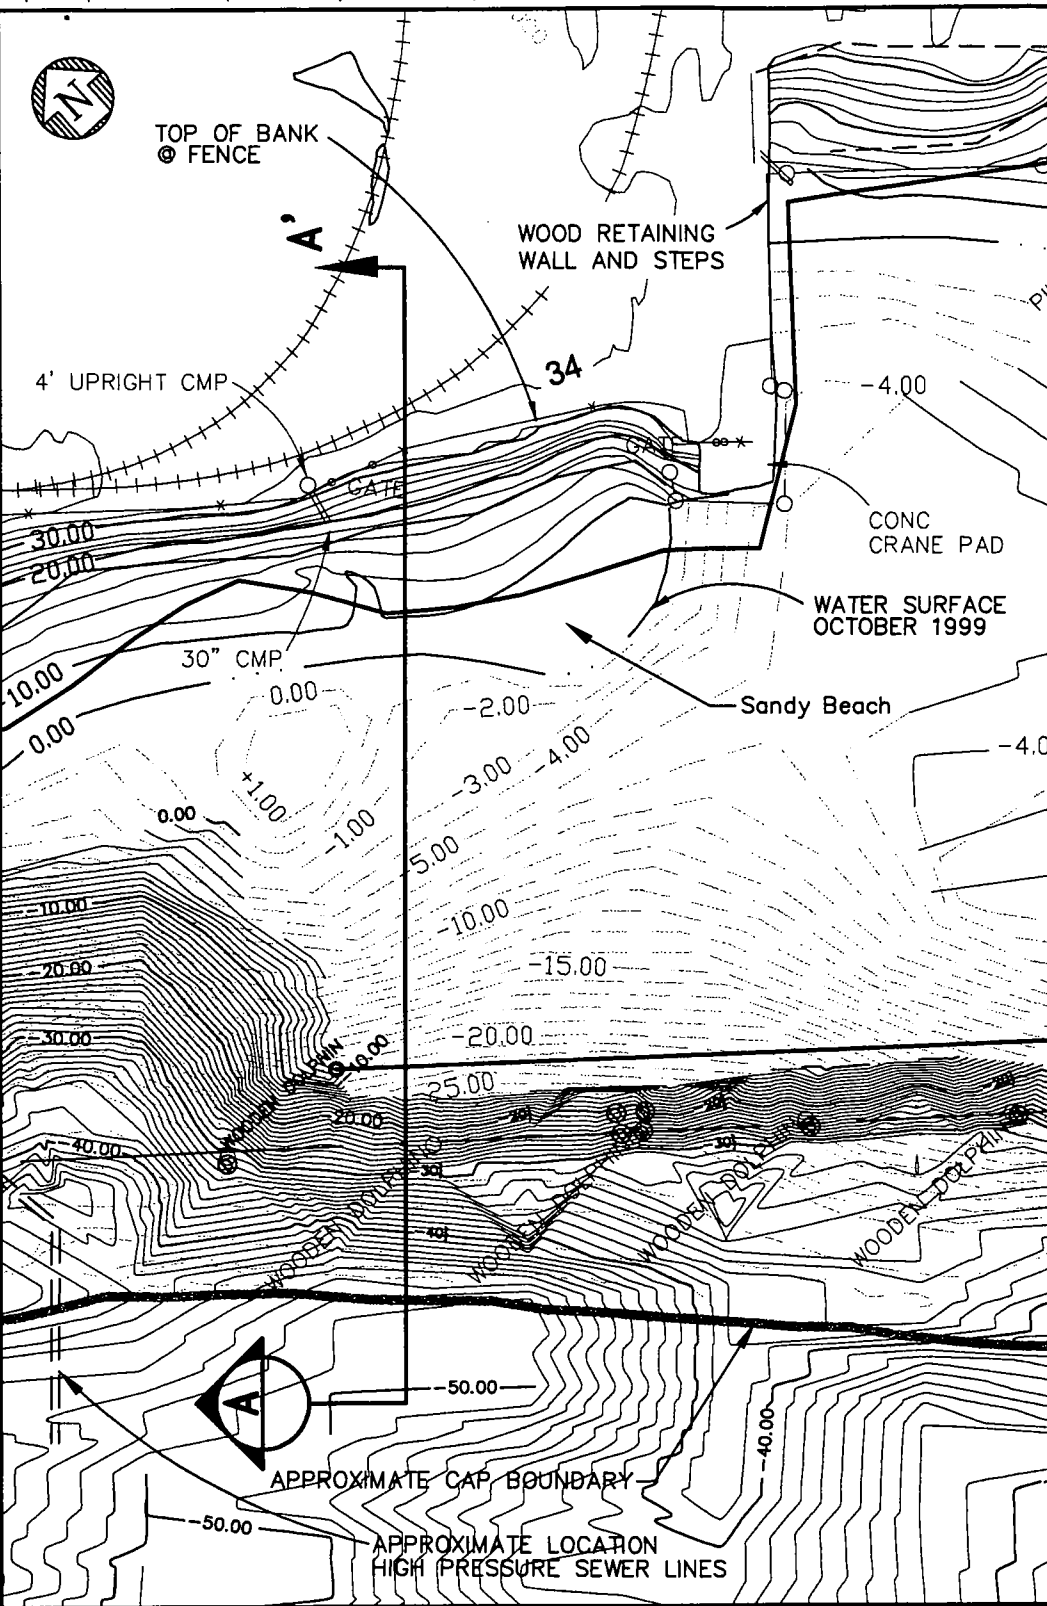 N
TOP OF BANK
@ FENCE
A'
WOOD RETAINING
WALL AND STEPS
34
4' UPRIGHT CMP
-4.00
GATE
GATE
30.00
20.00
CONC
CRANE PAD
WATER SURFACE
OCTOBER 1999
30" CMP
10.00
0.00
-2.00
Sandy Beach
0.00
-4.00
-3.00
-4.0
+1.00
0.00
-1.00
-5.00
-10.00
-10.00
-15.00
-20.00
-20.00
-30.00
WOODEN DOLPHIN
-10.00
-25.00
-20.00
-40.00
WOODEN DOLPHIN
WOODEN DOLPHIN
WOODEN DOLPHIN
WOODEN DOLPHIN
-50.00
A
-40.00
APPROXIMATE CAP BOUNDARY
-50.00
APPROXIMATE LOCATION
HIGH PRESSURE SEWER LINES